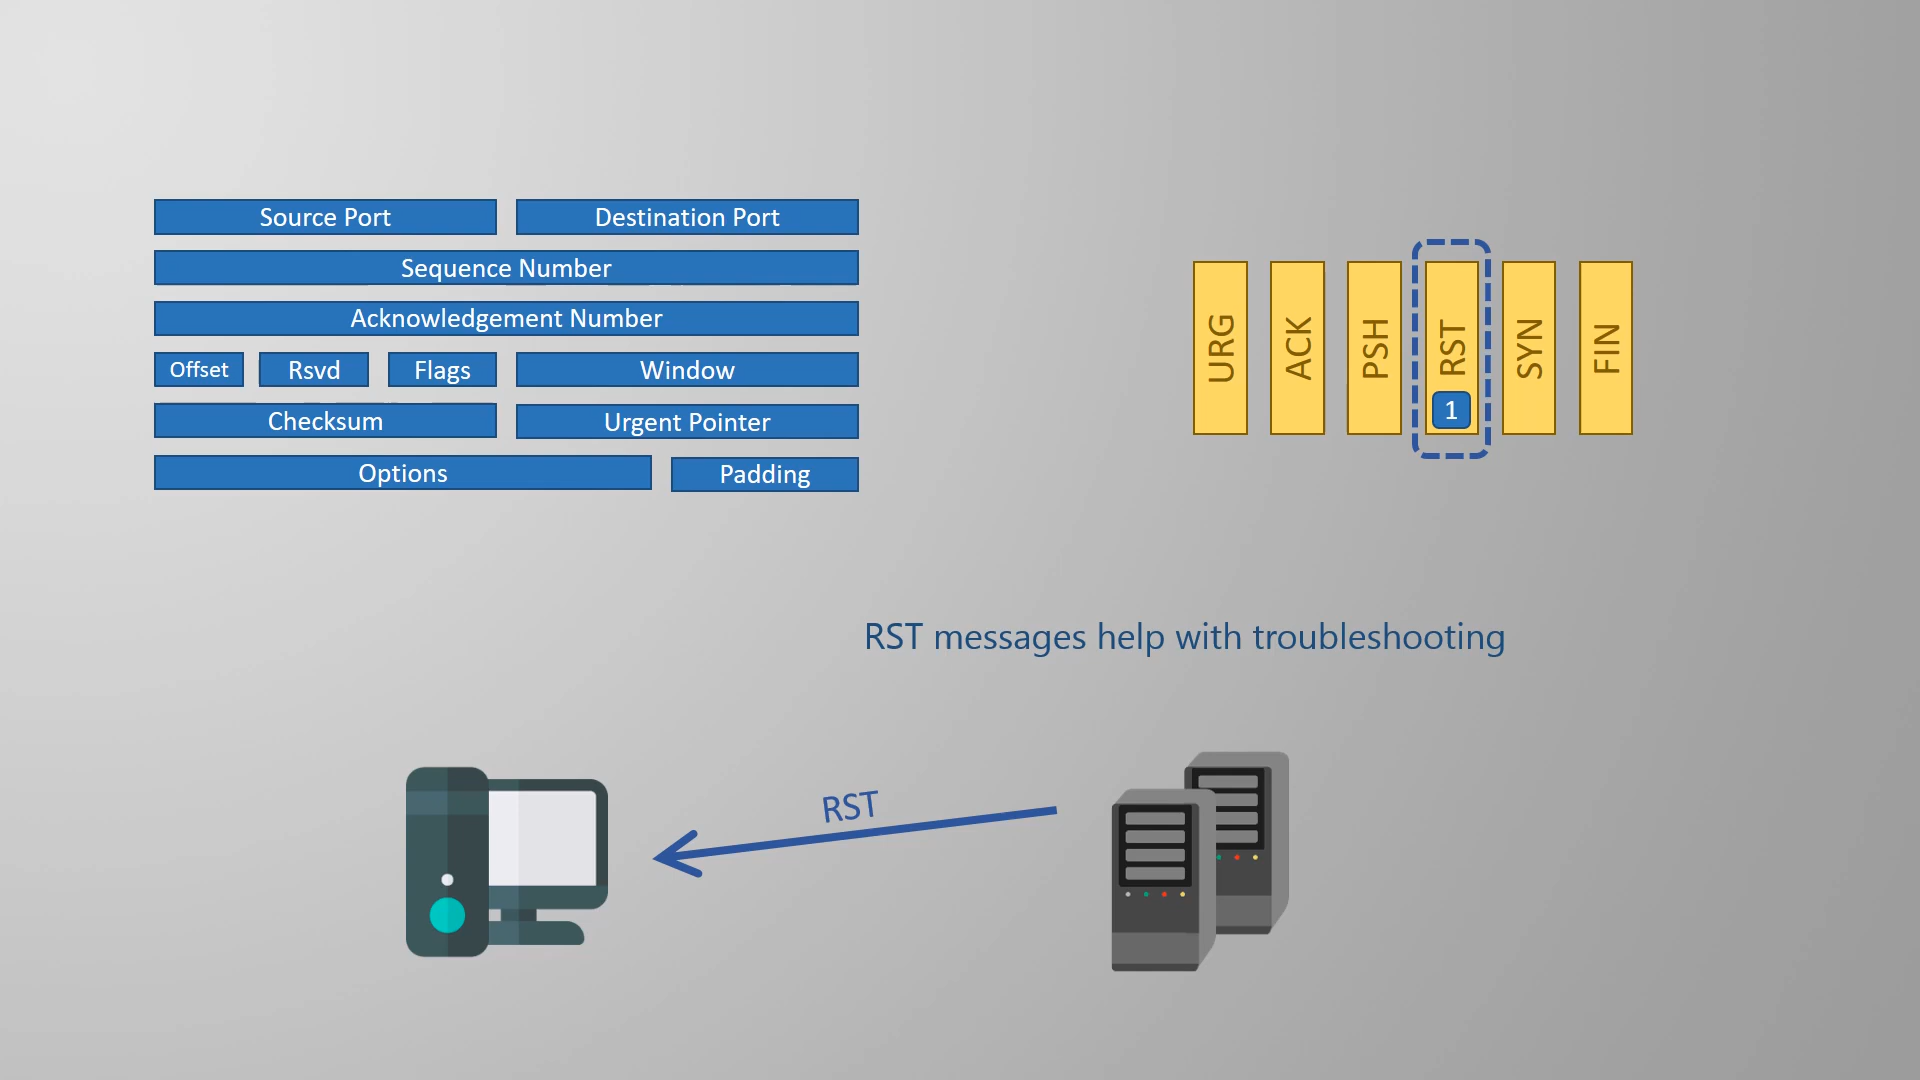 Source Port
Destination Port
Sequence Number
Acknowledgement Number
Offset
Rsvd
Flags
Window
Checksum
Urgent Pointer
Options
Padding
URG
ACK
PSH
RST
1
SYN
FIN
RST messages help with troubleshooting
RST